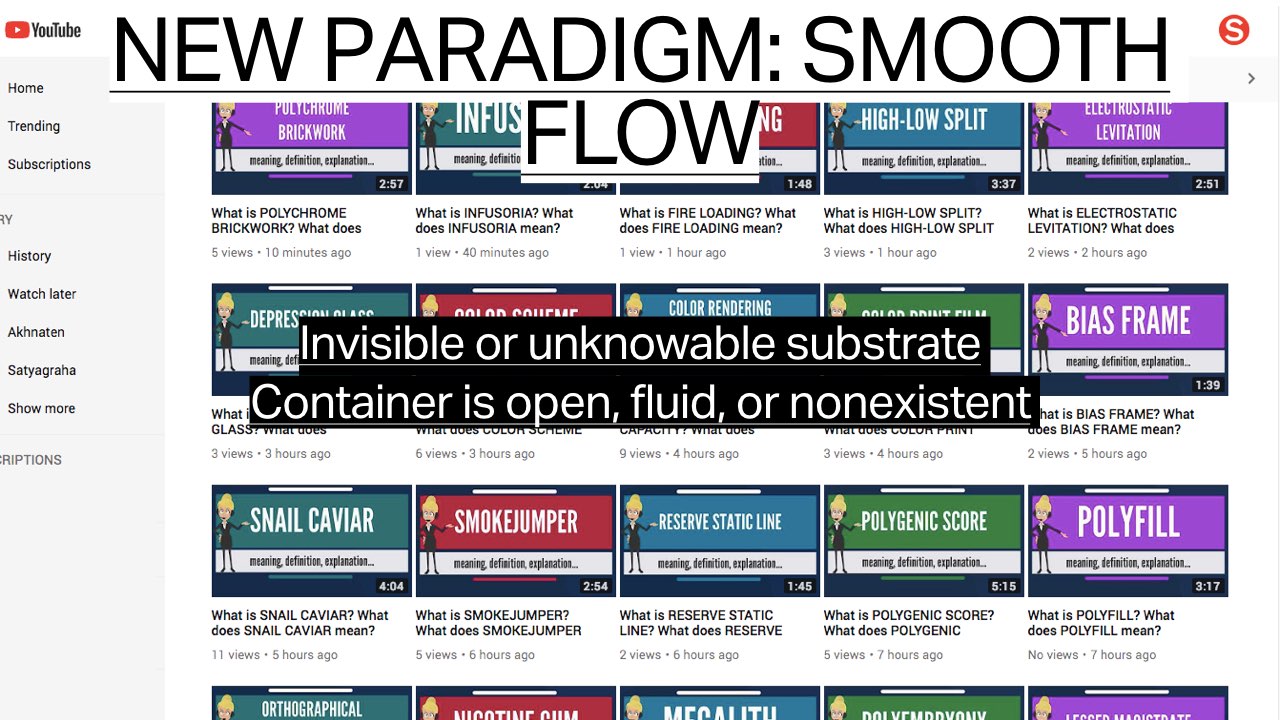 YouTube
NEW PARADIGM: SMOOTH
FLOW
S
Home
Trending
Subscriptions
RY
History
Watch later
Akhnaten
Satyagraha
Show more
CRIPTIONS
POLYCHROME
BRICKWORK
meaning, definition, explanation...
2:57
INFUS
meaning, definition
2:04
NG
1:48
HIGH-LOW SPLIT
meaning, definition, explanation...
3:37
ELECTROSTATIC
LEVITATION
meaning, definition, explanation...
2:51
What is POLYCHROME
BRICKWORK? What does
5 views • 10 minutes ago
What is INFUSORIA? What
does INFUSORIA mean?
1 view • 40 minutes ago
What is FIRE LOADING? What
does FIRE LOADING mean?
1 view • 1 hour ago
What is HIGH-LOW SPLIT?
What does HIGH-LOW SPLIT
3 views • 1 hour ago
What is ELECTROSTATIC
LEVITATION? What does
2 views • 2 hours ago
DEPRESSION GLASS
COLOR SCHEME
COLOR RENDERING
COLOR PRINT FILM
BIAS FRAME
meaning, definition, explanation...
1:39
Invisible or unknowable substrate
Container is open, fluid, or nonexistent
GLASS? What does
3 views • 3 hours ago
What does COLOR SCHEME
6 views • 3 hours ago
CAPACITY? What does
9 views • 4 hours ago
What does COLOR PRINT
3 views • 4 hours ago
What is BIAS FRAME? What
does BIAS FRAME mean?
2 views • 5 hours ago
SNAIL CAVIAR
meaning, definition, explanation...
4:04
SMOKEJUMPER
meaning, definition, explanation...
2:54
RESERVE STATIC LINE
meaning, definition, explanation...
1:45
POLYGENIC SCORE
meaning, definition, explanation...
5:15
POLYFILL
meaning, definition, explanation...
3:17
What is SNAIL CAVIAR? What
does SNAIL CAVIAR mean?
11 views • 5 hours ago
What is SMOKEJUMPER?
What does SMOKEJUMPER
5 views • 6 hours ago
What is RESERVE STATIC
LINE? What does RESERVE
2 views • 6 hours ago
What is POLYGENIC SCORE?
What does POLYGENIC
5 views • 7 hours ago
What is POLYFILL? What
does POLYFILL mean?
No views • 7 hours ago
ORTHOGRAPHICAL
NICOTINE GUM
MEGALITH
POLYEMBRYONY
LESSER MAGISTRATE